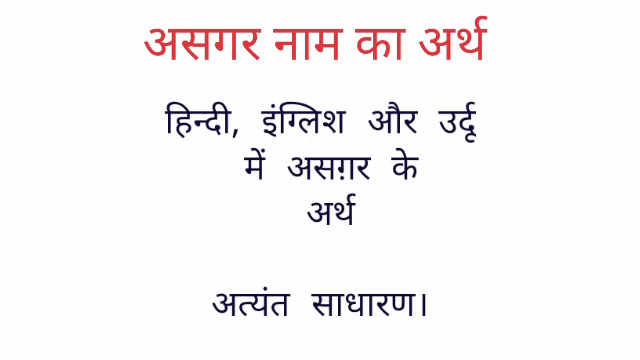 असगर नाम का अर्थ
हिन्दी, इंग्लिश और उर्दू
में असग़र के
अर्थ
अत्यंत साधारण।